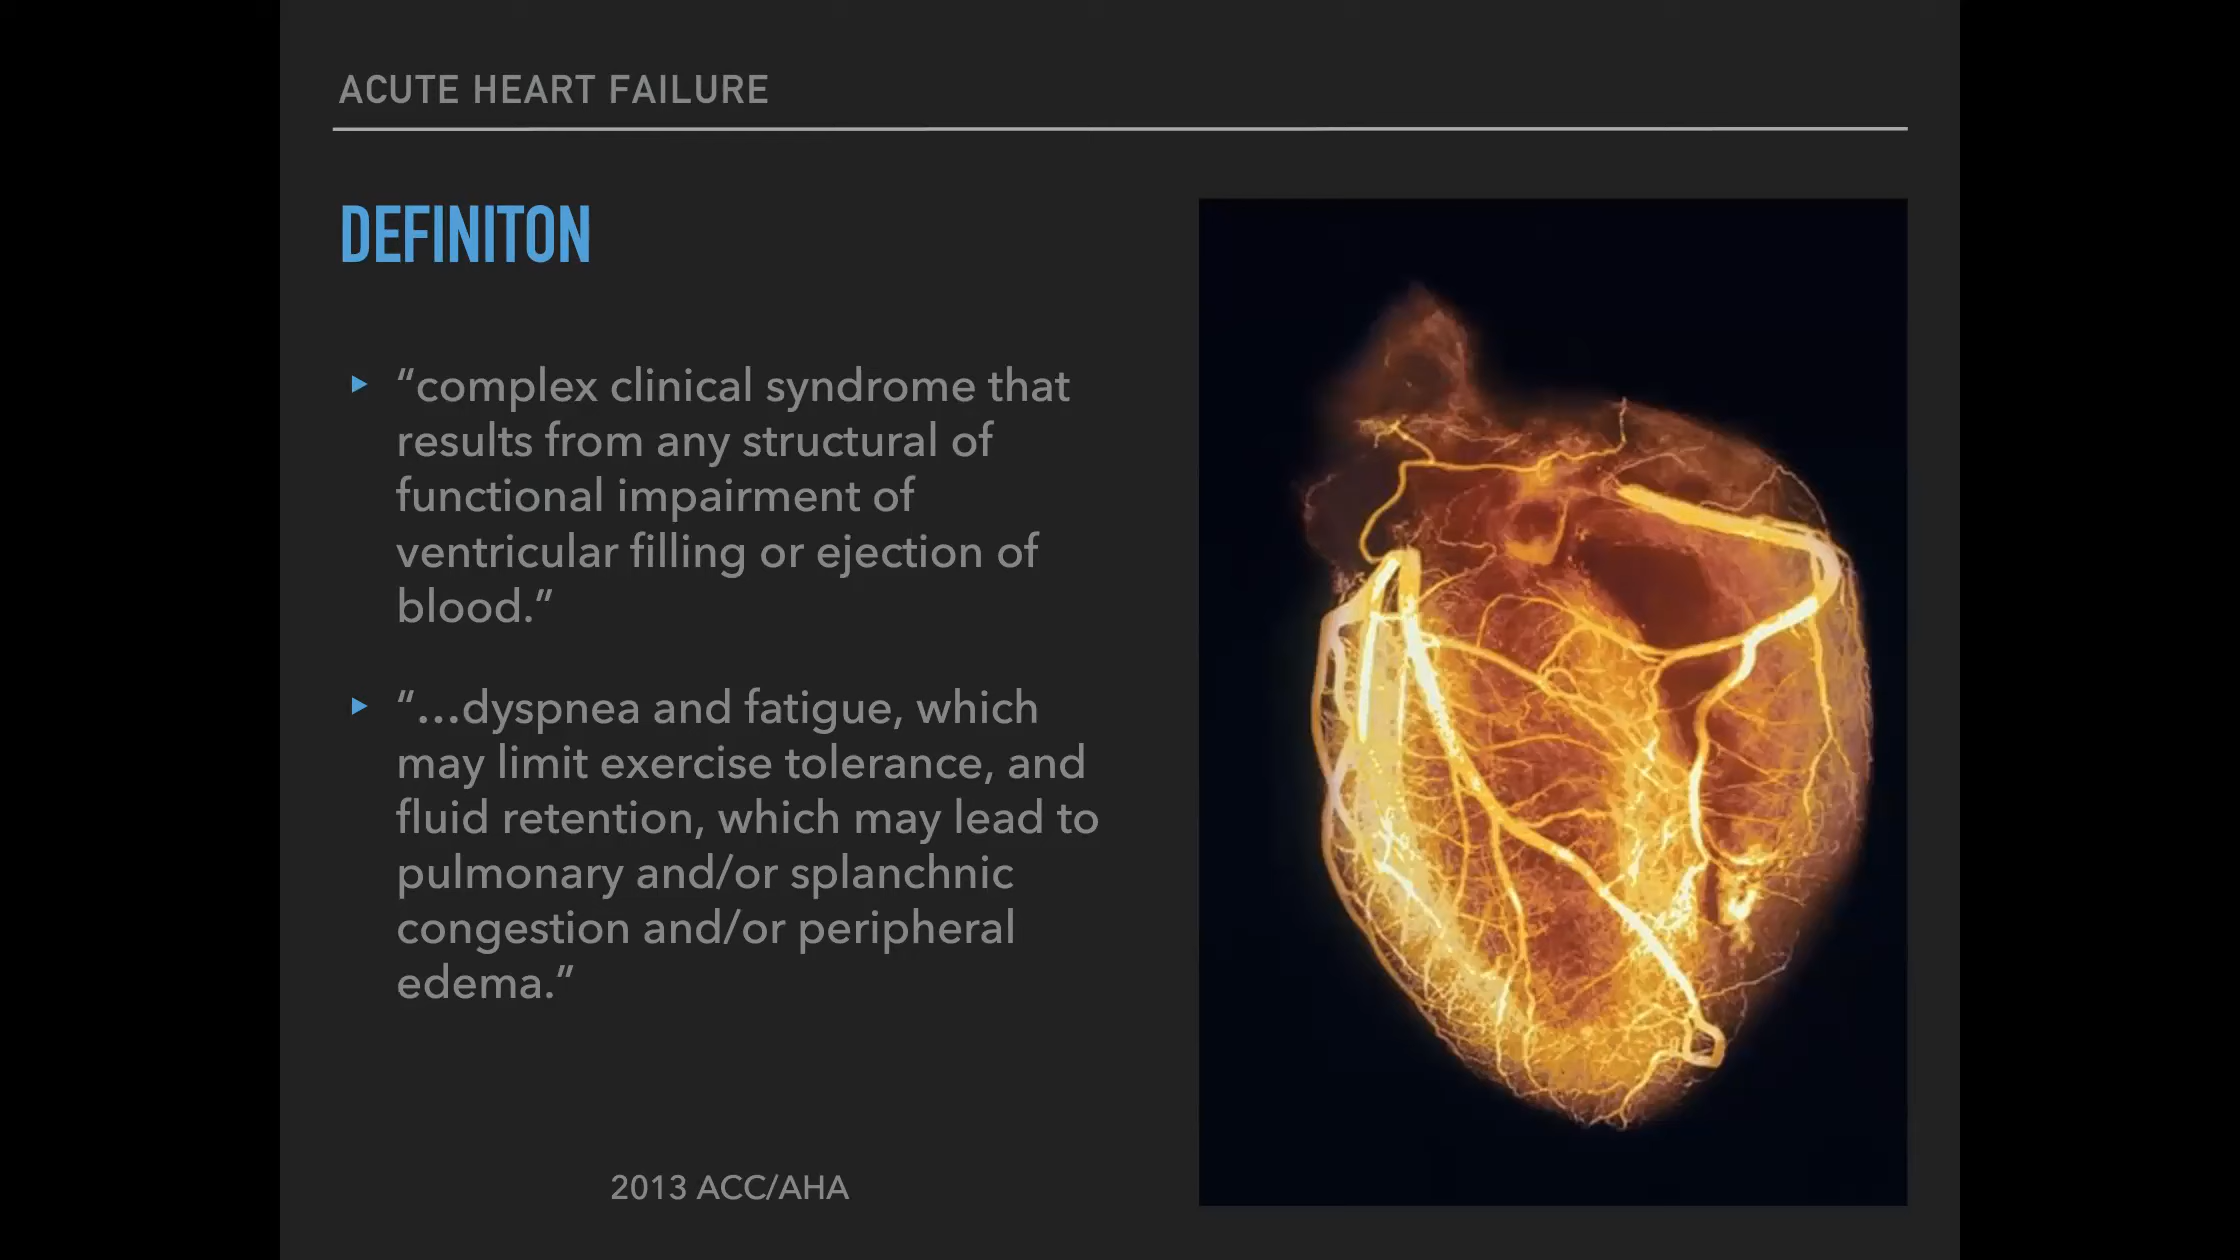 ACUTE HEART FAILURE
DEFINITON
▸ “complex clinical syndrome that
results from any structural of
functional impairment of
ventricular filling or ejection of
blood.”
▸ “…dyspnea and fatigue, which
may limit exercise tolerance, and
fluid retention, which may lead to
pulmonary and/or splanchnic
congestion and/or peripheral
edema.”
2013 ACC/AHA